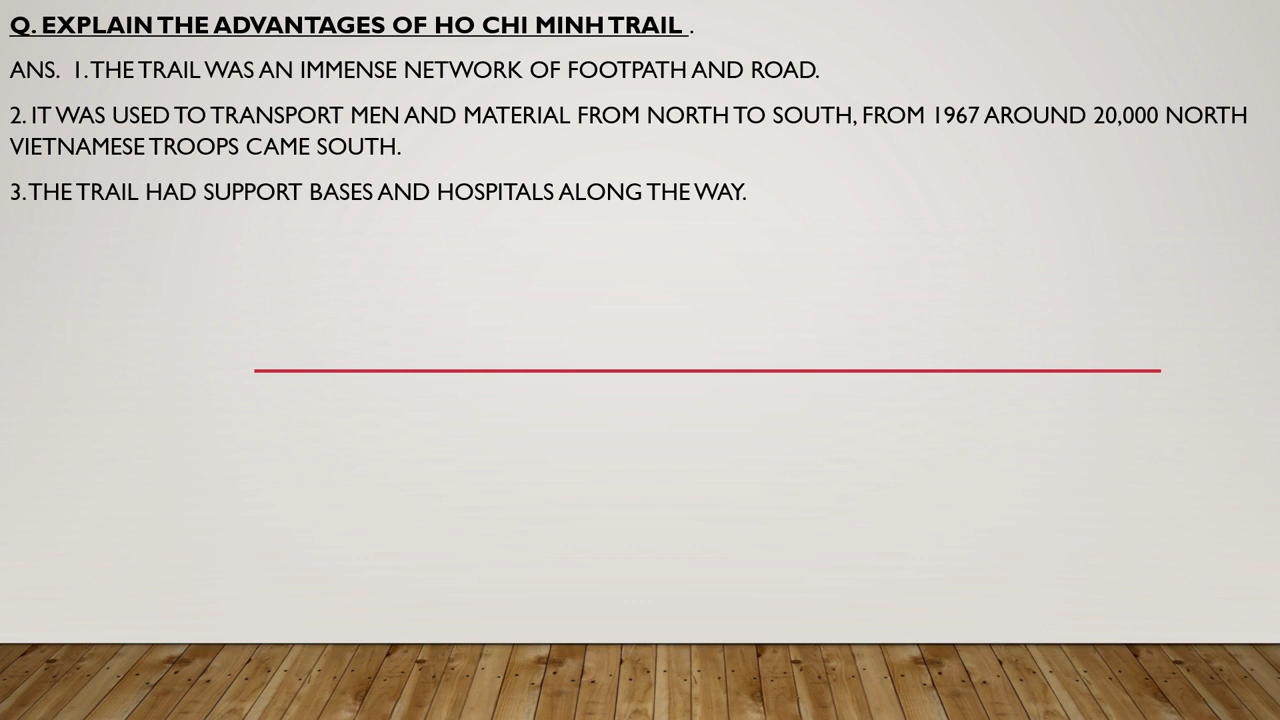 Q. EXPLAIN THE ADVANTAGES OF HO CHI MINH TRAIL .
ANS.  1. THE TRAIL WAS AN IMMENSE NETWORK OF FOOTPATH AND ROAD.
2. IT WAS USED TO TRANSPORT MEN AND MATERIAL FROM NORTH TO SOUTH, FROM 1967 AROUND 20,000 NORTH
VIETNAMESE TROOPS CAME SOUTH.
3. THE TRAIL HAD SUPPORT BASES AND HOSPITALS ALONG THE WAY.